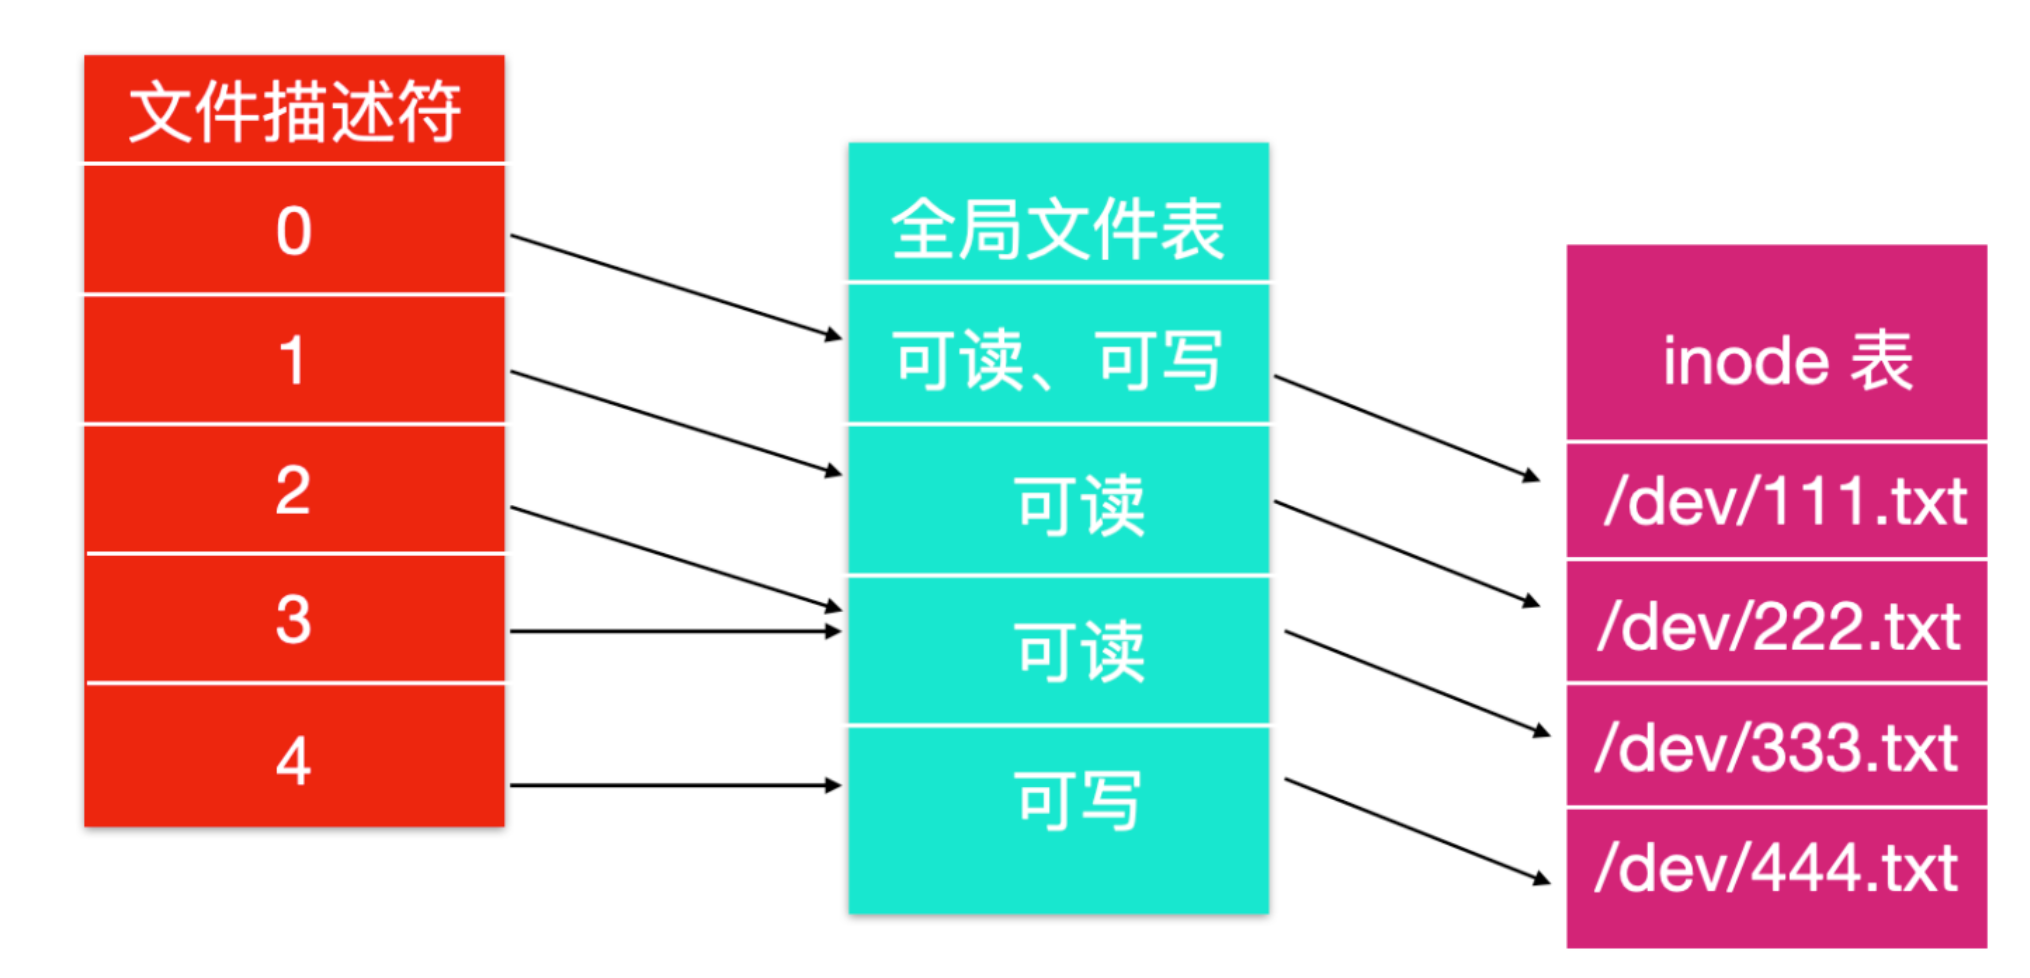 文件描述符
0
1
2
3
4
全局文件表
可读、可写
可读
可读
可写
inode 表
/dev/111.txt
/dev/222.txt
/dev/333.txt
/dev/444.txt